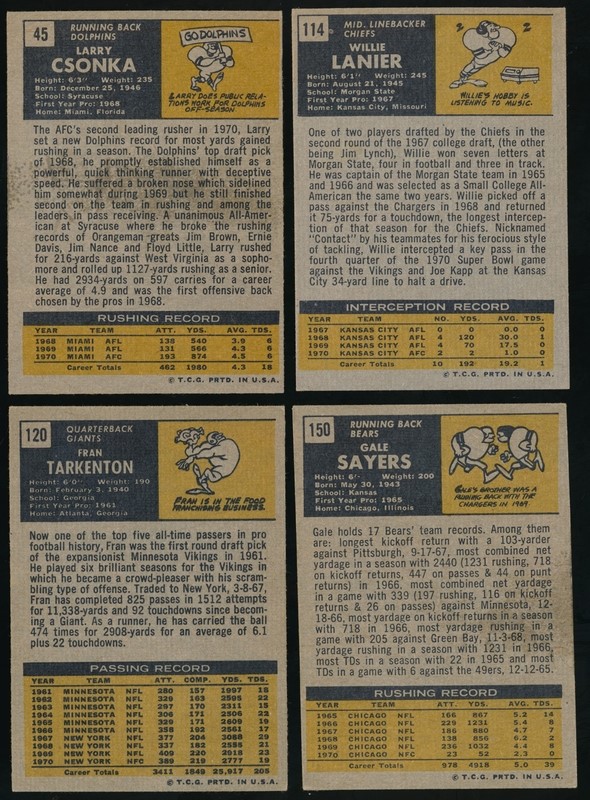 45
RUNNING BACK
DOLPHINS
LARRY
CSONKA
Height: 6'3" Weight: 235
Born: December 25, 1946
School: Syracuse
First Year Pro: 1968
Home: Miami, Florida
GO DOLPHINS
LARRY DOES PUBLIC RELA-
TIONS WORK FOR DOLPHINS
OFF-SEASON
The AFC's second leading rusher in 1970, Larry
set a new Dolphins record for most yards gained
rushing in a season. The Dolphins' top draft pick
of 1968, he promptly established himself as a
powerful, quick thinking runner with deceptive
speed. He suffered a broken nose which sidelined
him somewhat during 1969 but he still finished
second on the team in rushing and among the
leaders in pass receiving. A unanimous All-Amer-
ican at Syracuse where he broke the rushing
records of Orangeman greats Jim Brown, Ernie
Davis, Jim Nance and Floyd Little, Larry rushed
for 216-yards against West Virginia as a sopho-
more and rolled up 1127-yards rushing as a senior.
He had 2934-yards on 597 carries for a career
average of 4.9 and was the first offensive back
chosen by the pros in 1968.
RUSHING RECORD
YEAR TEAM ATT. YDS. AVG. TDS.
1968 MIAMI AFL 138 540 3.9 6
1969 MIAMI AFL 131 566 4.3 6
1970 MIAMI AFC 193 874 4.5 6
Career Totals 462 1980 4.3 18
© T.C.G. PRTD. IN U.S.A.
114
MID. LINEBACKER
CHIEFS
WILLIE
LANIER
Height: 6'1" Weight: 245
Born: August 21, 1945
School: Morgan State
First Year Pro: 1967
Home: Kansas City, Missouri
WILLIE'S HOBBY IS
LISTENING TO MUSIC.
One of two players drafted by the Chiefs in the
second round of the 1967 college draft, (the other
being Jim Lynch), Willie won seven letters at
Morgan State, four in football and three in track.
He was captain of the Morgan State team in 1965
and 1966 and was selected as a Small College All-
American the same two years. Willie picked off a
pass against the Chargers in 1968 and returned
it 75-yards for a touchdown, the longest intercep-
tion of that season for the Chiefs. Nicknamed
"Contact" by his teammates for his ferocious style
of tackling, Willie intercepted a key pass in the
fourth quarter of the 1970 Super Bowl game
against the Vikings and Joe Kapp at the Kansas
City 34-yard line to halt a drive.
INTERCEPTION RECORD
YEAR TEAM NO. YDS. AVG. TDS.
1967 KANSAS CITY AFL 0 0 0.0 0
1968 KANSAS CITY AFL 4 120 30.0 1
1969 KANSAS CITY AFL 4 70 17.5 0
1970 KANSAS CITY AFC 2 2 1.0 0
Career Totals 10 192 19.2 1
© T.C.G. PRTD. IN U.S.A.
120
QUARTERBACK
GIANTS
FRAN
TARKENTON
Height: 6'0" Weight: 190
Born: February 3, 1940
School: Georgia
First Year Pro: 1961
Home: Atlanta, Georgia
FRAN IS IN THE FOOD
FRANCHISING BUSINESS.
Now one of the top five all-time passers in pro
football history, Fran was the first round draft pick
of the expansionist Minnesota Vikings in 1961.
He played six brilliant seasons for the Vikings in
which he became a crowd-pleaser with his scram-
bling type of offense. Traded to New York, 3-8-67,
Fran has completed 825 passes in 1512 attempts
for 11,338-yards and 92 touchdowns since becom-
ing a Giant. As a runner, he has carried the ball
474 times for 2908-yards for an average of 6.1
plus 22 touchdowns.
PASSING RECORD
YEAR TEAM ATT. COMP. YDS. TDS.
1961 MINNESOTA NFL 280 157 1997 18
1962 MINNESOTA NFL 329 163 2595 22
1963 MINNESOTA NFL 297 170 2311 15
1964 MINNESOTA NFL 306 171 2506 22
1965 MINNESOTA NFL 329 171 2609 19
1966 MINNESOTA NFL 358 192 2561 17
1967 NEW YORK NFL 377 204 3088 29
1968 NEW YORK NFL 337 182 2585 21
1969 NEW YORK NFL 409 220 2918 23
1970 NEW YORK NFC 389 219 2777 19
Career Totals 3411 1849 25,917 205
© T.C.G. PRTD. IN U.S.A.
150
RUNNING BACK
BEARS
GALE
SAYERS
Height: 6'- Weight: 200
Born: May 30, 1943
School: Kansas
First Year Pro: 1965
Home: Chicago, Illinois
GALE'S BROTHER WAS A
RUNNING BACK WITH THE
CHARGERS IN 1969.
Gale holds 17 Bears' team records. Among them
are: longest kickoff return with a 103-yarder
against Pittsburgh, 9-17-67, most combined net
yardage in a season with 2440 (1231 rushing, 718
on kickoff returns, 447 on passes & 44 on punt
returns) in 1966, most combined net yardage
in a game with 339 (197 rushing, 116 on kickoff
returns & 26 on passes) against Minnesota, 12-
18-66, most yardage on kickoff returns in a season
with 718 in 1966, most yardage rushing in a
game with 205 against Green Bay, 11-3-68, most
yardage rushing in a season with 1231 in 1966,
most TDs in a season with 22 in 1965 and most
TDs in a game with 6 against the 49ers, 12-12-65.
RUSHING RECORD
YEAR TEAM ATT. YDS. AVG. TDS.
1965 CHICAGO NFL 166 867 5.2 14
1966 CHICAGO NFL 229 1231 5.4 8
1967 CHICAGO NFL 186 880 4.7 7
1968 CHICAGO NFL 138 856 6.2 2
1969 CHICAGO NFL 236 1032 4.4 8
1970 CHICAGO NFC 23 52 2.3 0
Career Totals 978 4918 5.0 39
© T.C.G. PRTD. IN U.S.A.